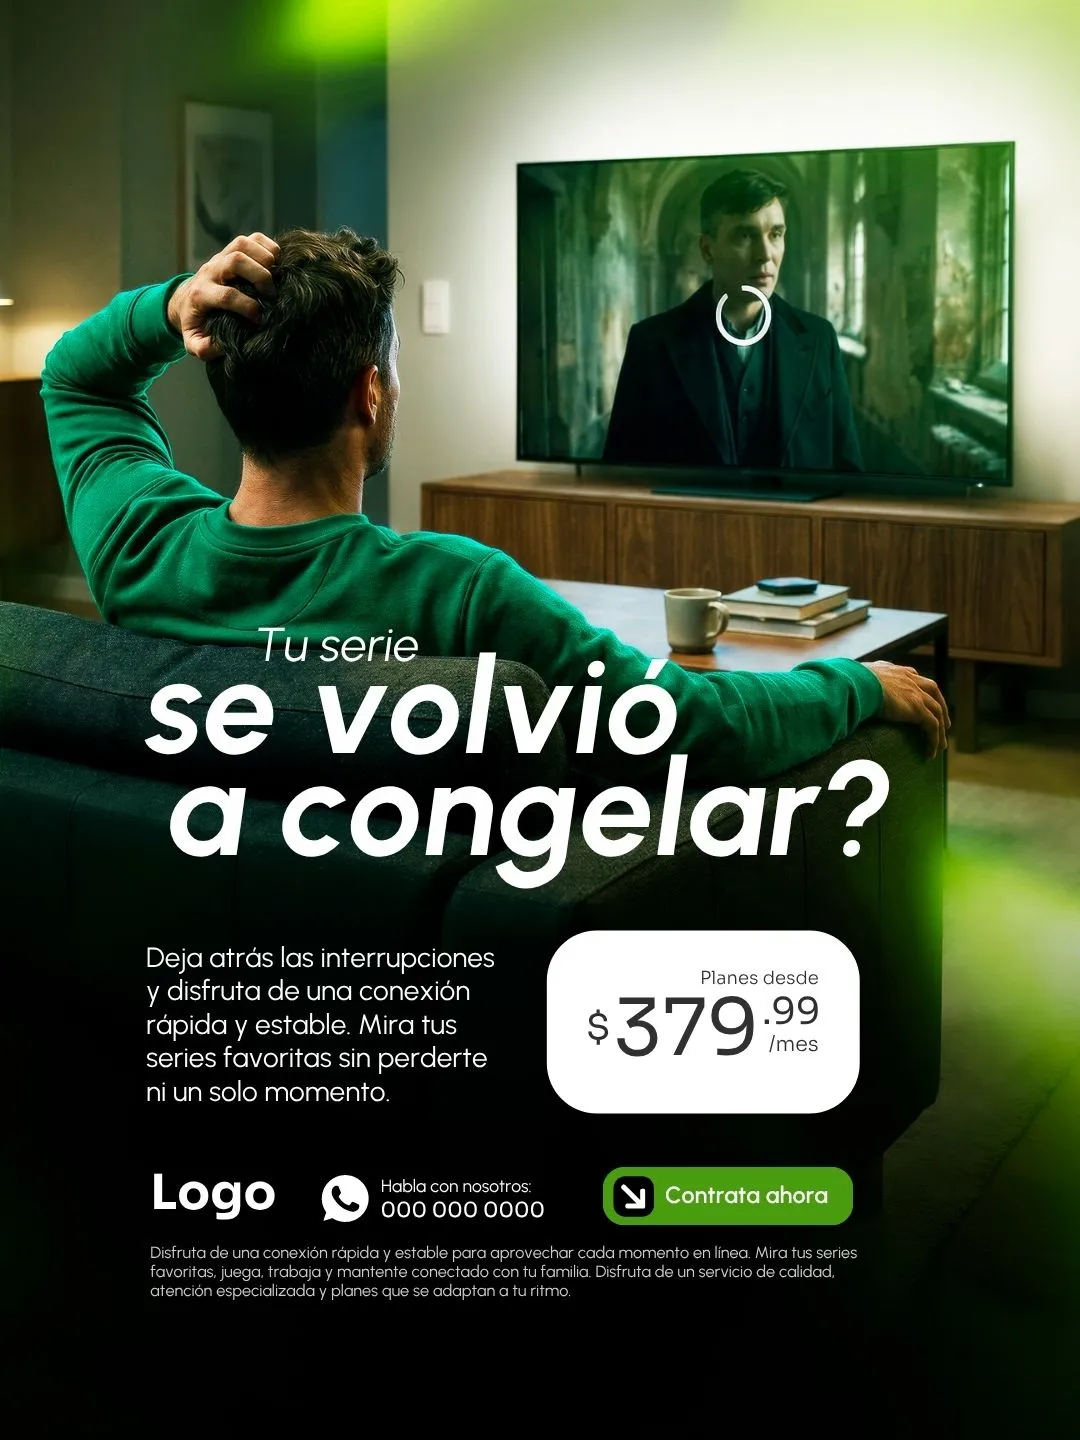 Tu serie
se volvió
a congelar?
Deja atrás las interrupciones
y disfruta de una conexión
rápida y estable. Mira tus
series favoritas sin perderte
ni un solo momento.
Planes desde
$379.99
/mes
Logo
Habla con nosotros:
000 000 0000
Contrata ahora
Disfruta de una conexión rápida y estable para aprovechar cada momento en línea. Mira tus series
favoritas, juega, trabaja y mantente conectado con tu familia. Disfruta de un servicio de calidad,
atención especializada y planes que se adaptan a tu ritmo.